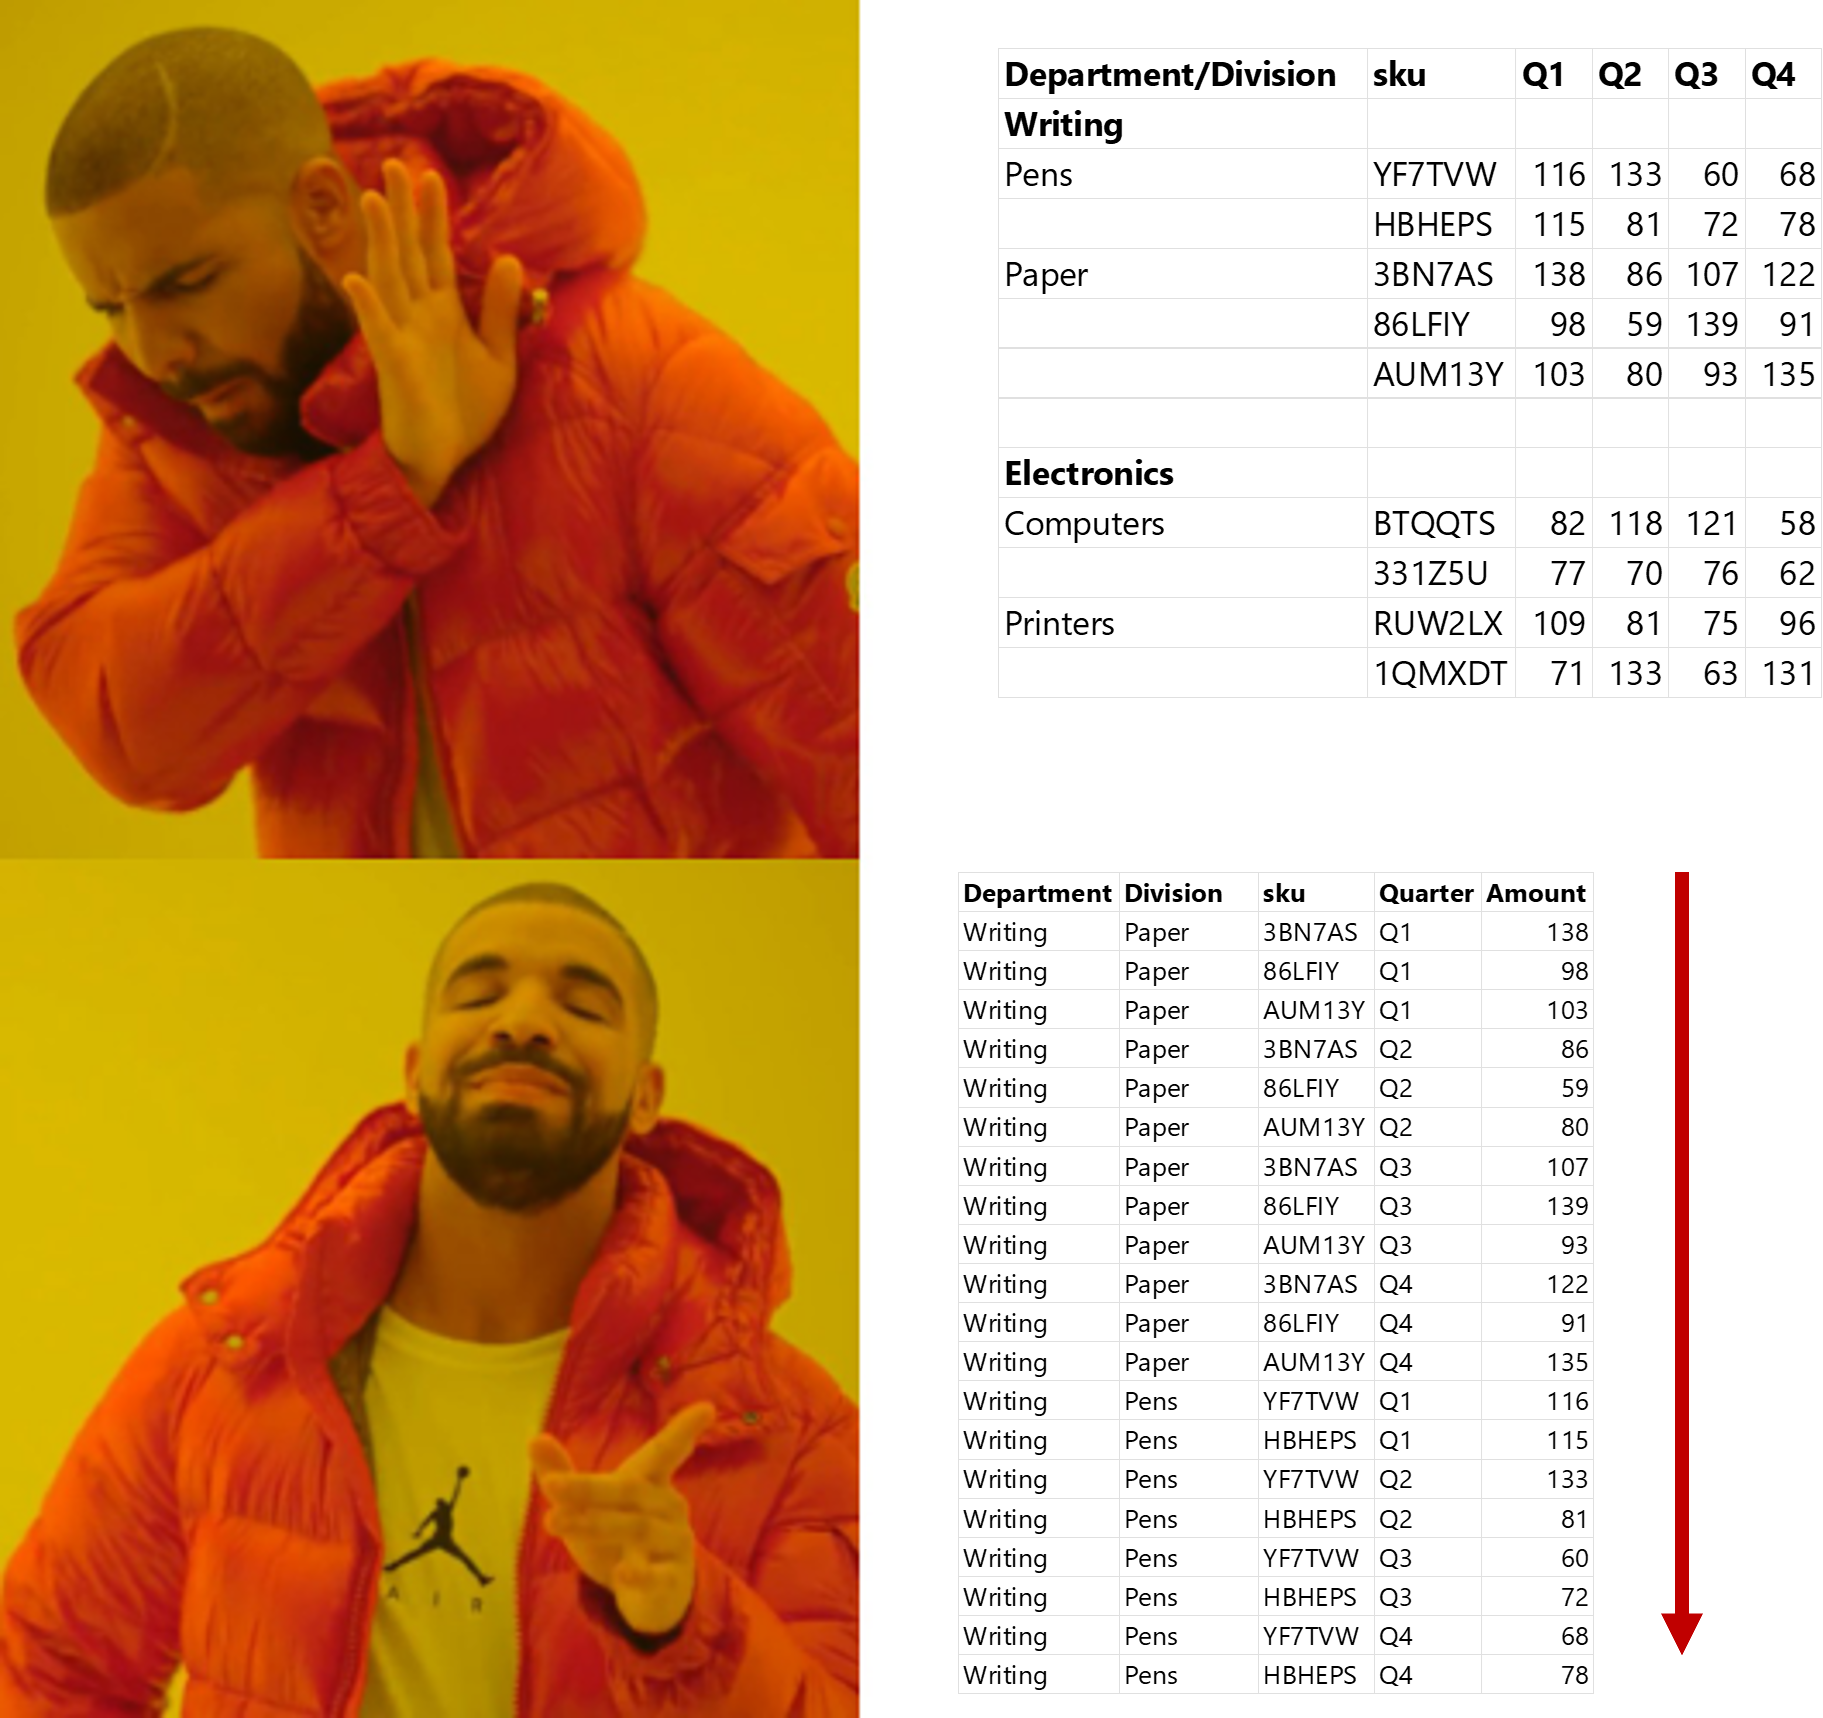 Department/Division sku Q1 Q2 Q3 Q4
Writing
Pens YF7TVW 116 133 60 68
HBHEPS 115 81 72 78
Paper 3BN7AS 138 86 107 122
86LFIY 98 59 139 91
AUM13Y 103 80 93 135
Electronics
Computers BTQQTS 82 118 121 58
331Z5U 77 70 76 62
Printers RUW2LX 109 81 75 96
1QMXDT 71 133 63 131
Department Division sku Quarter Amount
Writing Paper 3BN7AS Q1 138
Writing Paper 86LFIY Q1 98
Writing Paper AUM13Y Q1 103
Writing Paper 3BN7AS Q2 86
Writing Paper 86LFIY Q2 59
Writing Paper AUM13Y Q2 80
Writing Paper 3BN7AS Q3 107
Writing Paper 86LFIY Q3 139
Writing Paper AUM13Y Q3 93
Writing Paper 3BN7AS Q4 122
Writing Paper 86LFIY Q4 91
Writing Paper AUM13Y Q4 135
Writing Pens YF7TVW Q1 116
Writing Pens HBHEPS Q1 115
Writing Pens YF7TVW Q2 133
Writing Pens HBHEPS Q2 81
Writing Pens YF7TVW Q3 60
Writing Pens HBHEPS Q3 72
Writing Pens YF7TVW Q4 68
Writing Pens HBHEPS Q4 78
AIR